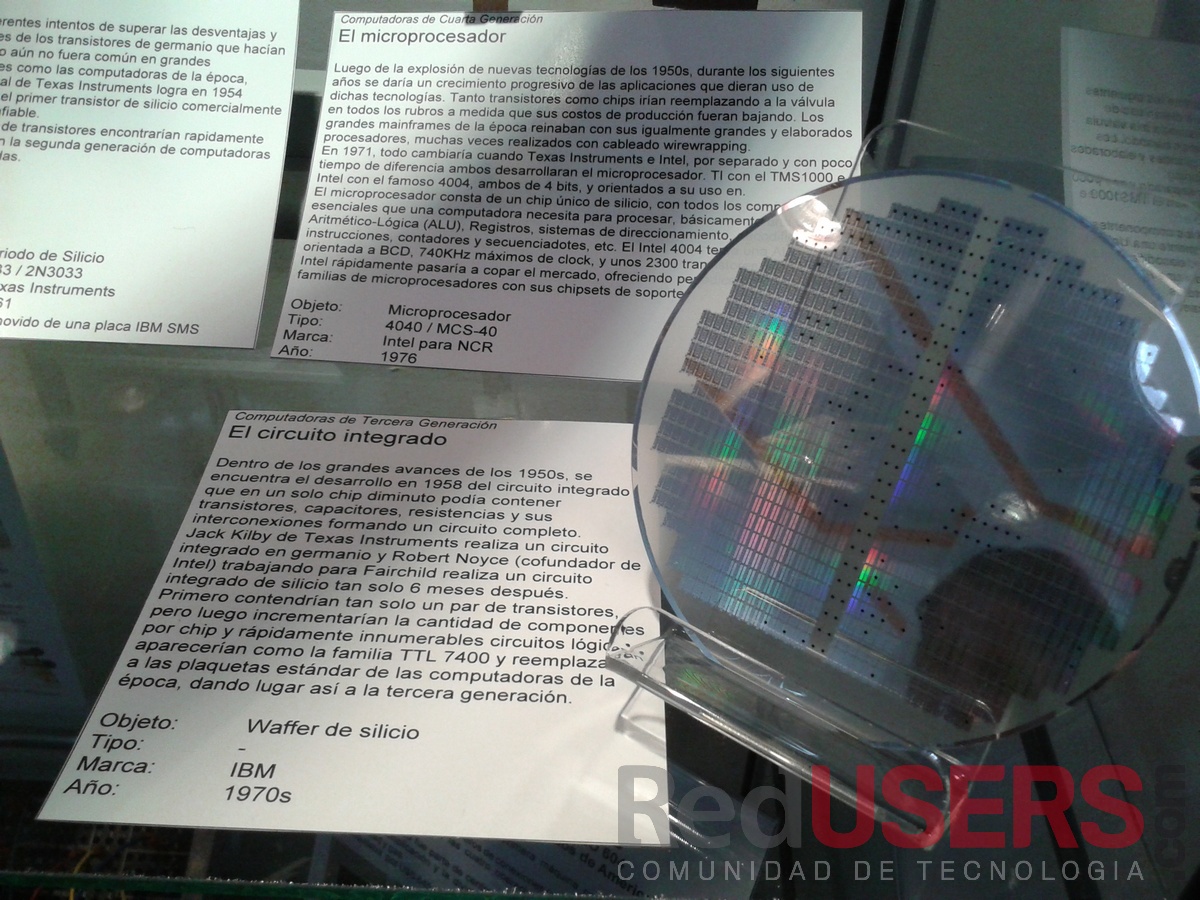 erentes intentos de superar las desventajas y
es de los transistores de germanio que hacían
o aún no fuera común en grandes
es como las computadoras de la época,
al de Texas Instruments logra en 1954
el primer transistor de silicio comercialmente
fiable.
de transistores encontrarían rapidamente
n la segunda generación de computadoras
das.
riodo de Silicio
33 / 2N3033
xas Instruments
61
movido de una placa IBM SMS
Computadoras de Cuarta Generación
El microprocesador
Luego de la explosión de nuevas tecnologías de los 1950s, durante los siguientes
años se daría un crecimiento progresivo de las aplicaciones que dieran uso de
dichas tecnologías. Tanto transistores como chips irían reemplazando a la válvula
en todos los rubros a medida que sus costos de producción fueran bajando. Los
grandes mainframes de la época reinaban con sus igualmente grandes y elaborados
procesadores, muchas veces realizados con cableado wirewrapping.
En 1971, todo cambiaría cuando Texas Instruments e Intel, por separado y con poco
tiempo de diferencia ambos desarrollaran el microprocesador. TI con el TMS1000 e
Intel con el famoso 4004, ambos de 4 bits, y orientados a su uso en.
El microprocesador consta de un chip único de silicio, con todos los comp
esenciales que una computadora necesita para procesar, básicamente
Aritmético-Lógica (ALU), Registros, sistemas de direccionamiento,
instrucciones, contadores y secuenciadotes, etc. El Intel 4004 ten
orientada a BCD, 740KHz máximos de clock, y unos 2300 tran
Intel rápidamente pasaría a copar el mercado, ofreciendo pe
familias de microprocesadores con sus chipsets de soporte
Objeto: Microprocesador
Tipo: 4040 / MCS-40
Marca: Intel para NCR
Año: 1976
Computadoras de Tercera Generación
El circuito integrado
Dentro de los grandes avances de los 1950s, se
encuentra el desarrollo en 1958 del circuito integrado
que en un solo chip diminuto podía contener
transistores, capacitores, resistencias y sus
interconexiones formando un circuito completo.
Jack Kilby de Texas Instruments realiza un circuito
integrado en germanio y Robert Noyce (cofundador de
Intel) trabajando para Fairchild realiza un circuito
integrado de silicio tan solo 6 meses después.
Primero contendrían tan solo un par de transistores,
pero luego incrementarían la cantidad de componentes
por chip y rápidamente innumerables circuitos lógic
aparecerían como la familia TTL 7400 y reemplaza
a las plaquetas estándar de las computadoras de la
época, dando lugar así a la tercera generación.
Objeto: Waffer de silicio
Tipo: -
Marca: IBM
Año: 1970s
RedUSERS
.com
COMUNIDAD DE TECNOLOGIA